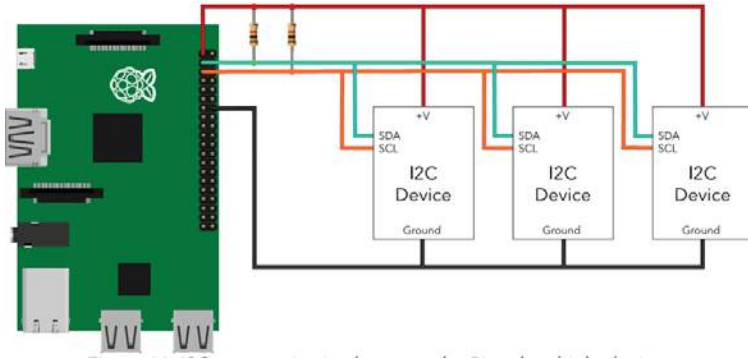 +V
+V
+V
SDA
SCL
SDA
SCL
SDA
SCL
I2C
Device
I2C
Device
I2C
Device
Ground
Ground
Ground